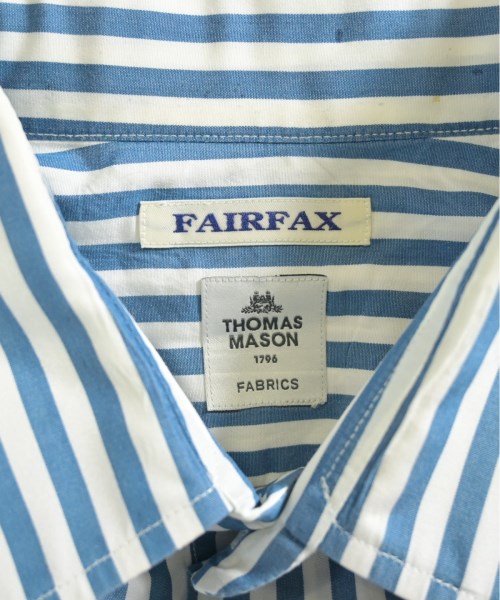 FAIRFAX
THOMAS
MASON
1796
FABRICS